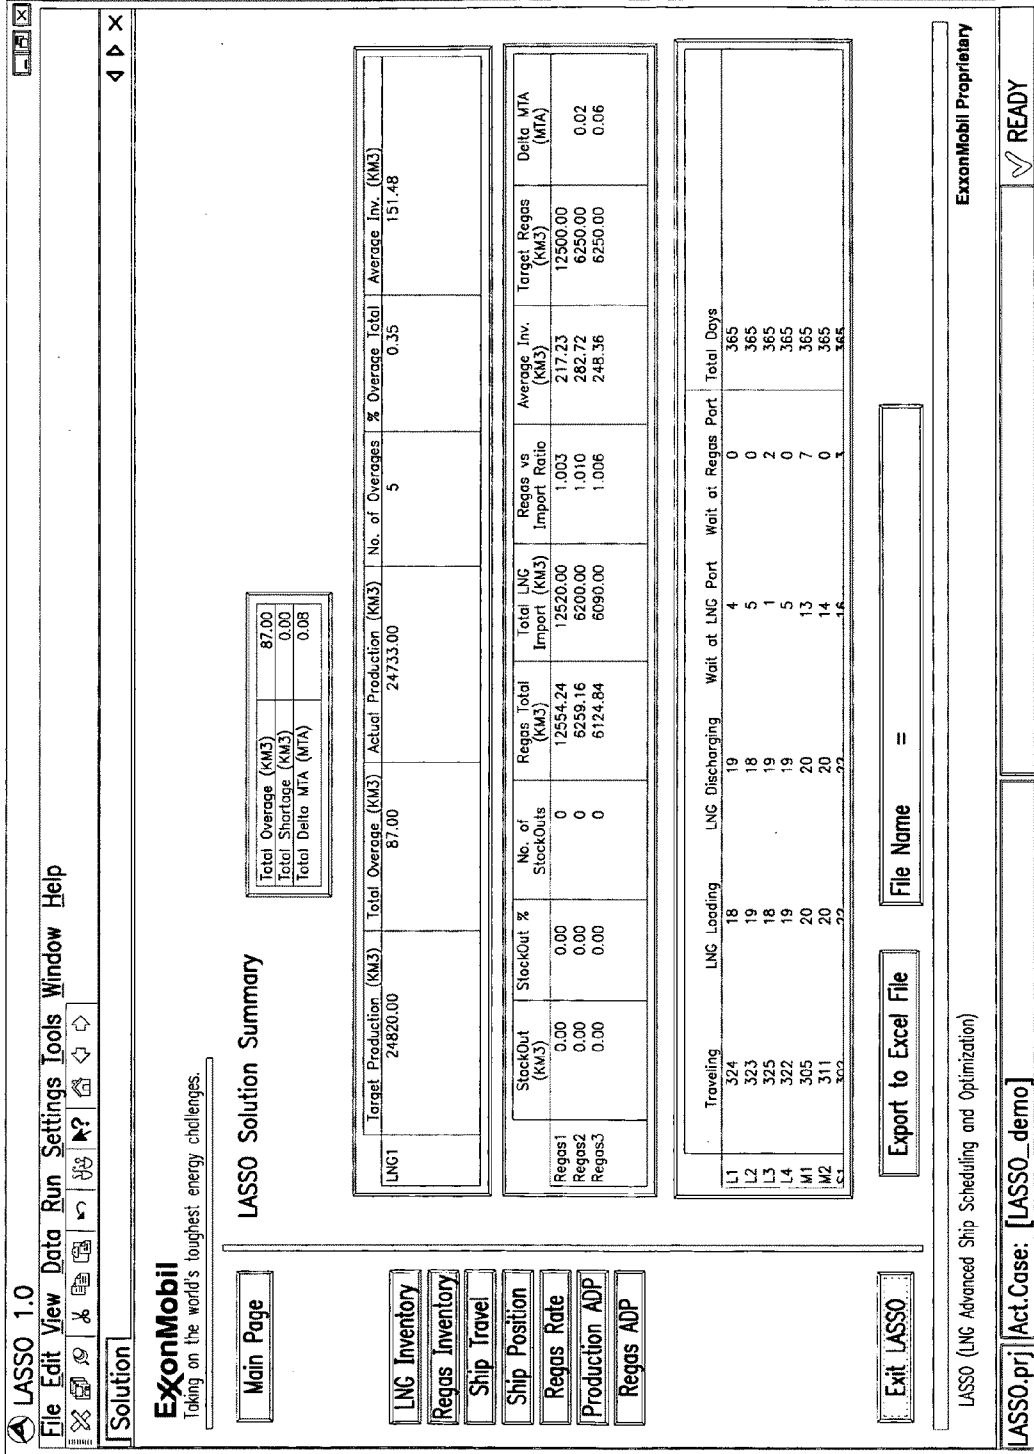 LASSO 1.0
File Edit View Data Run Settings Tools Window Help
Solution
ExxonMobil
Taking on the world's toughest energy challenges.
Main Page
LNG Inventory
Regas Inventory
Ship Travel
Ship Position
Regas Rate
Production ADP
Regas ADP
Exit LASSO
LASSO Solution Summary
Total Overage (KM3) 87.00
Total Shortage (KM3) 0.00
Total Delta MTA (MTA) 0.08
Target Production (KM3) Total Overage (KM3) Actual Production (KM3) No. of Overages % Overage Total Average Inv. (KM3)
LNG1 24820.00 87.00 24733.00 5 0.35 151.48
StockOut (KM3) StockOut % No. of StockOuts Regas Total (KM3) Total LNG Import (KM3) Regas vs Import Ratio Average Inv. (KM3) Target Regas (KM3) Delta MTA (MTA)
Regas1 0.00 0.00 0 12554.24 12520.00 1.003 217.23 12500.00
Regas2 0.00 0.00 0 6259.16 6200.00 1.010 282.72 6250.00 0.02
Regas3 0.00 0.00 0 6124.84 6090.00 1.006 248.36 6250.00 0.06
Traveling LNG Loading LNG Discharging Wait at LNG Port Wait at Regas Port Total Days
L1 324 18 19 4 0 365
L2 323 19 18 5 0 365
L3 325 18 19 1 2 365
L4 322 19 19 5 0 365
M1 305 20 20 13 7 365
M2 311 20 20 14 0 365
S1 22 22 16 365
Export to Excel File
File Name =
LASSO (LNG Advanced Ship Scheduling and Optimization)
ExxonMobil Proprietary
LASSO.prj Act.Case: [LASSO_demo] READY